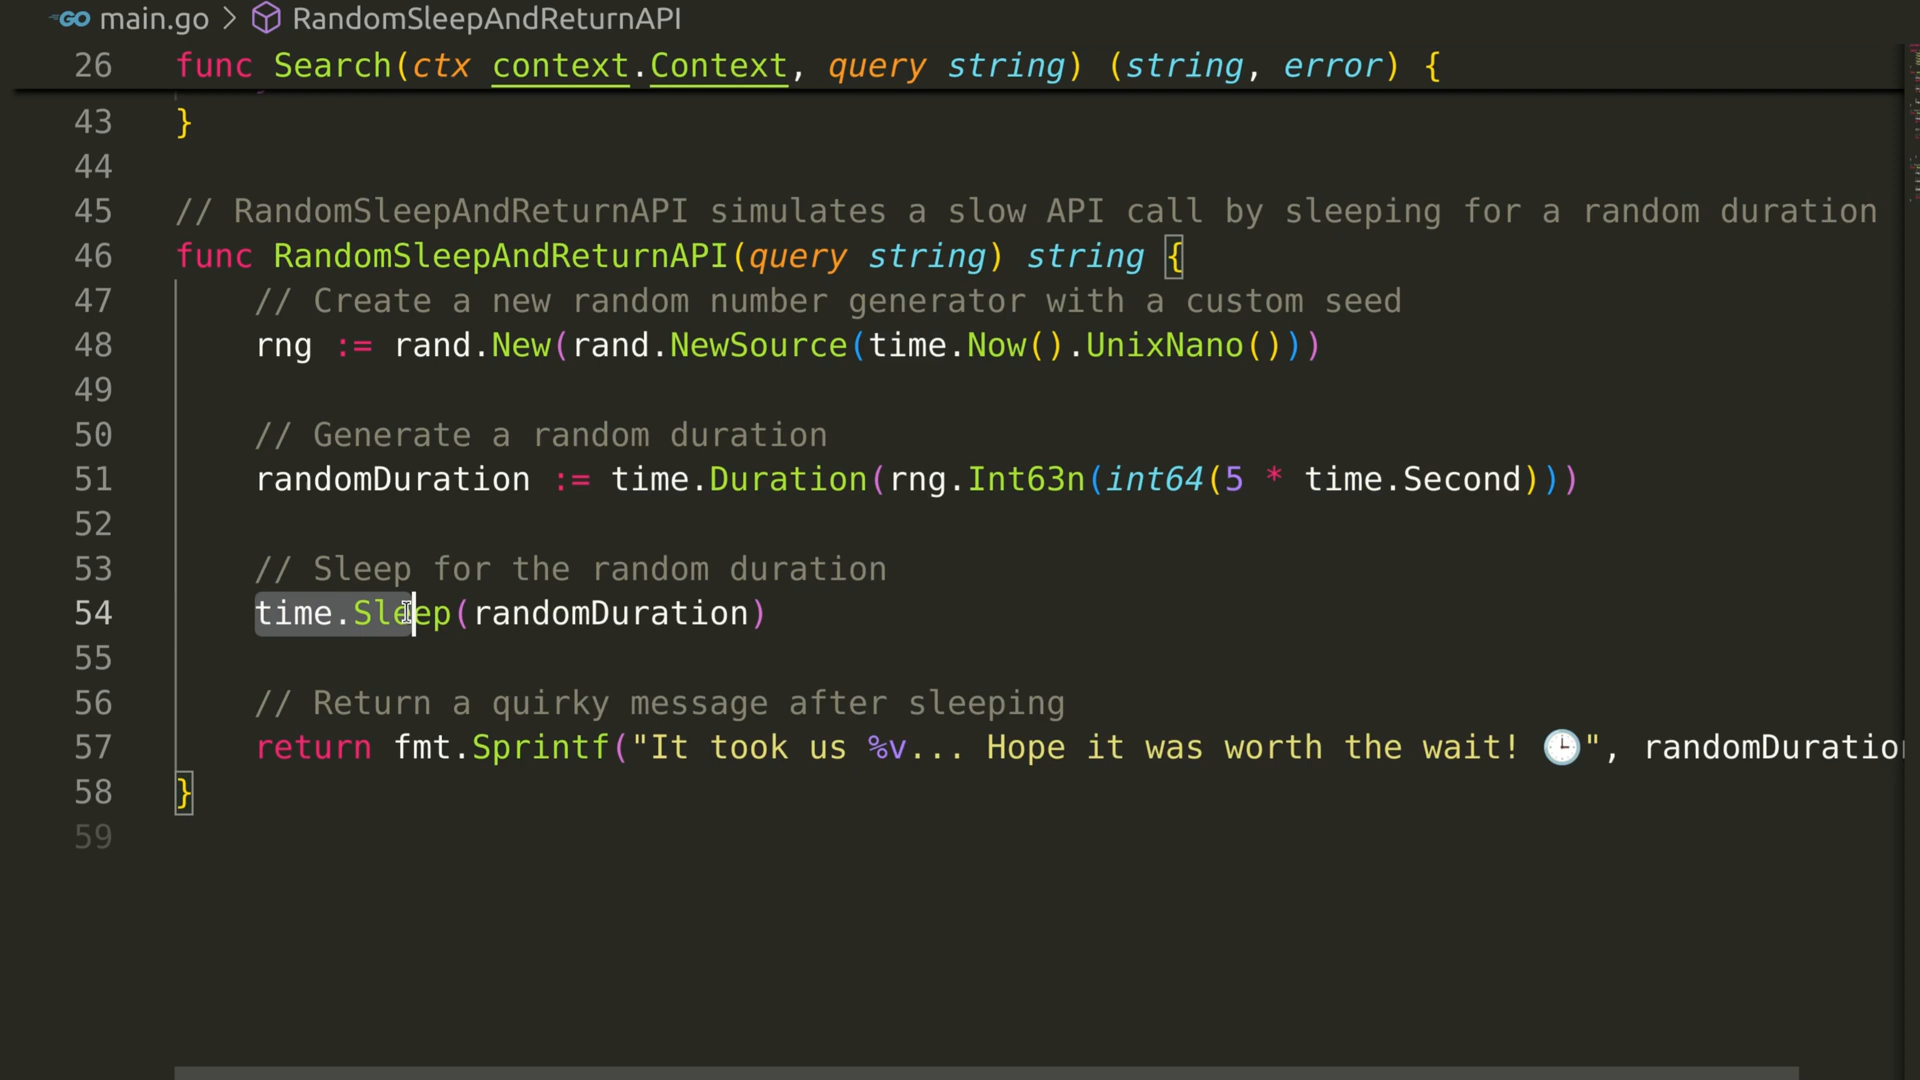 GO main.go > RandomSleepAndReturnAPI
26 func Search(ctx context.Context, query string) (string, error) {
43 }
44
45 // RandomSleepAndReturnAPI simulates a slow API call by sleeping for a random duration
46 func RandomSleepAndReturnAPI(query string) string {
47 // Create a new random number generator with a custom seed
48 rng := rand.New(rand.NewSource(time.Now().UnixNano()))
49
50 // Generate a random duration
51 randomDuration := time.Duration(rng.Int63n(int64(5 * time.Second)))
52
53 // Sleep for the random duration
54 time.Sleep(randomDuration)
55
56 // Return a quirky message after sleeping
57 return fmt.Sprintf("It took us %v... Hope it was worth the wait! 🕒", randomDuration
58 }
59